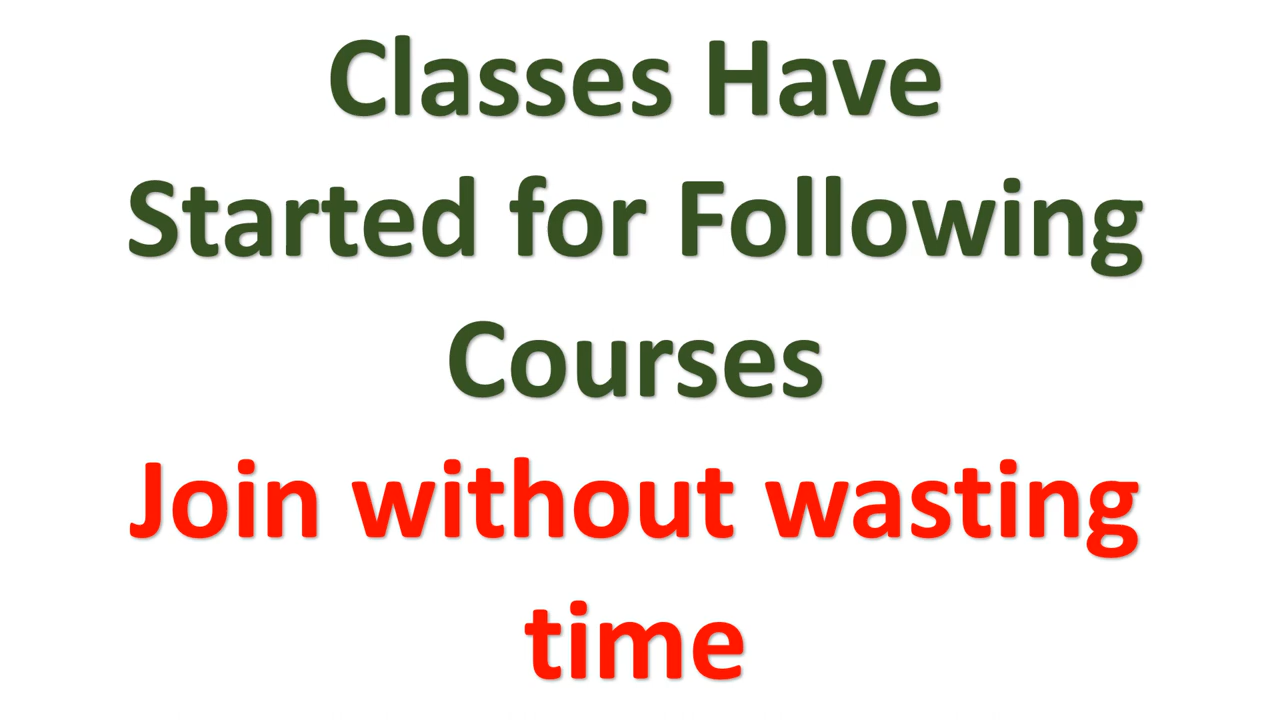 Classes Have
Started for Following
Courses
Join without wasting
time